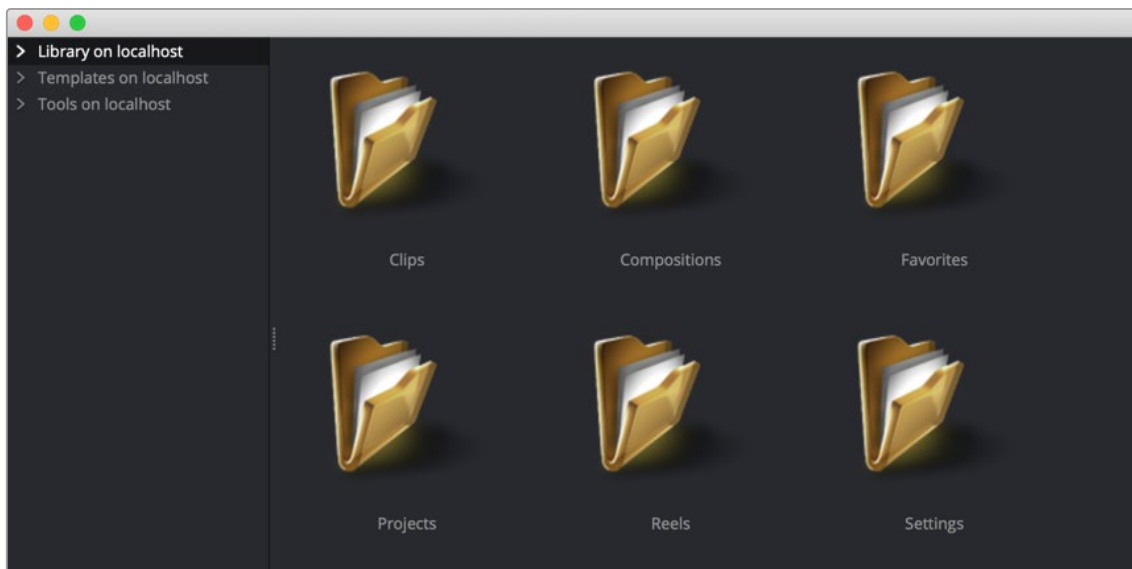 Library on localhost
Templates on localhost
Tools on localhost
Clips
Compositions
Favorites
Projects
Reels
Settings